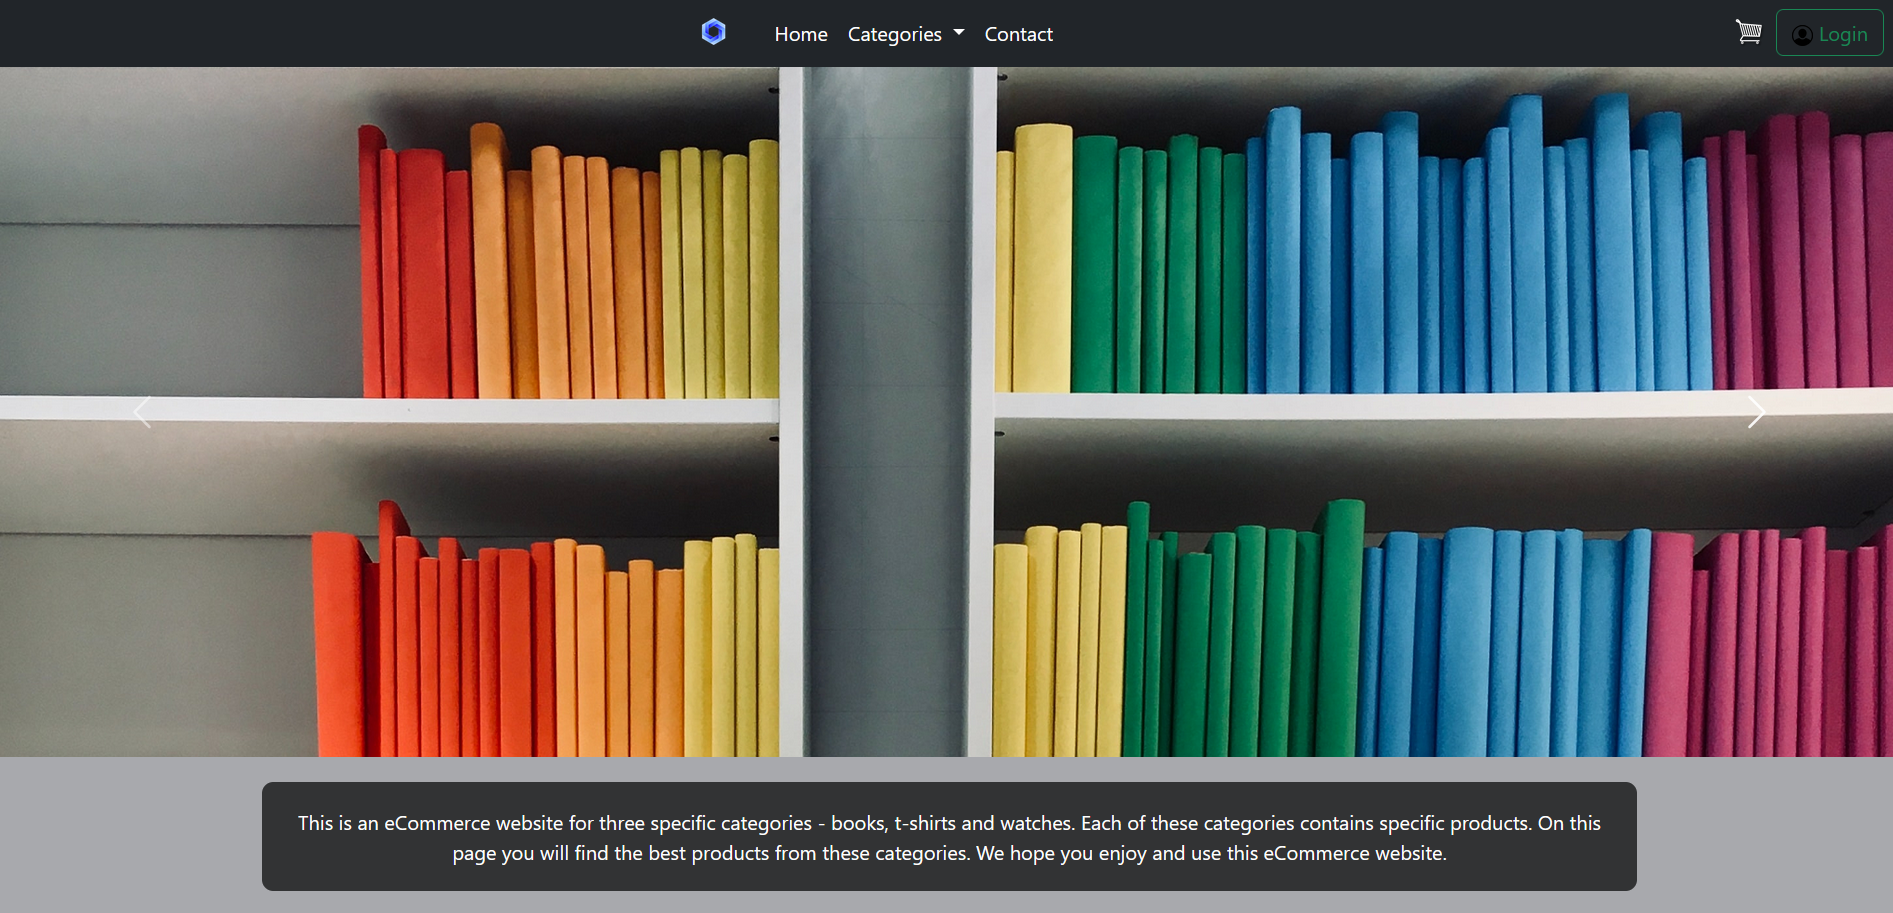 Home Categories Contact Login
This is an eCommerce website for three specific categories - books, t-shirts and watches. Each of these categories contains specific products. On this
page you will find the best products from these categories. We hope you enjoy and use this eCommerce website.